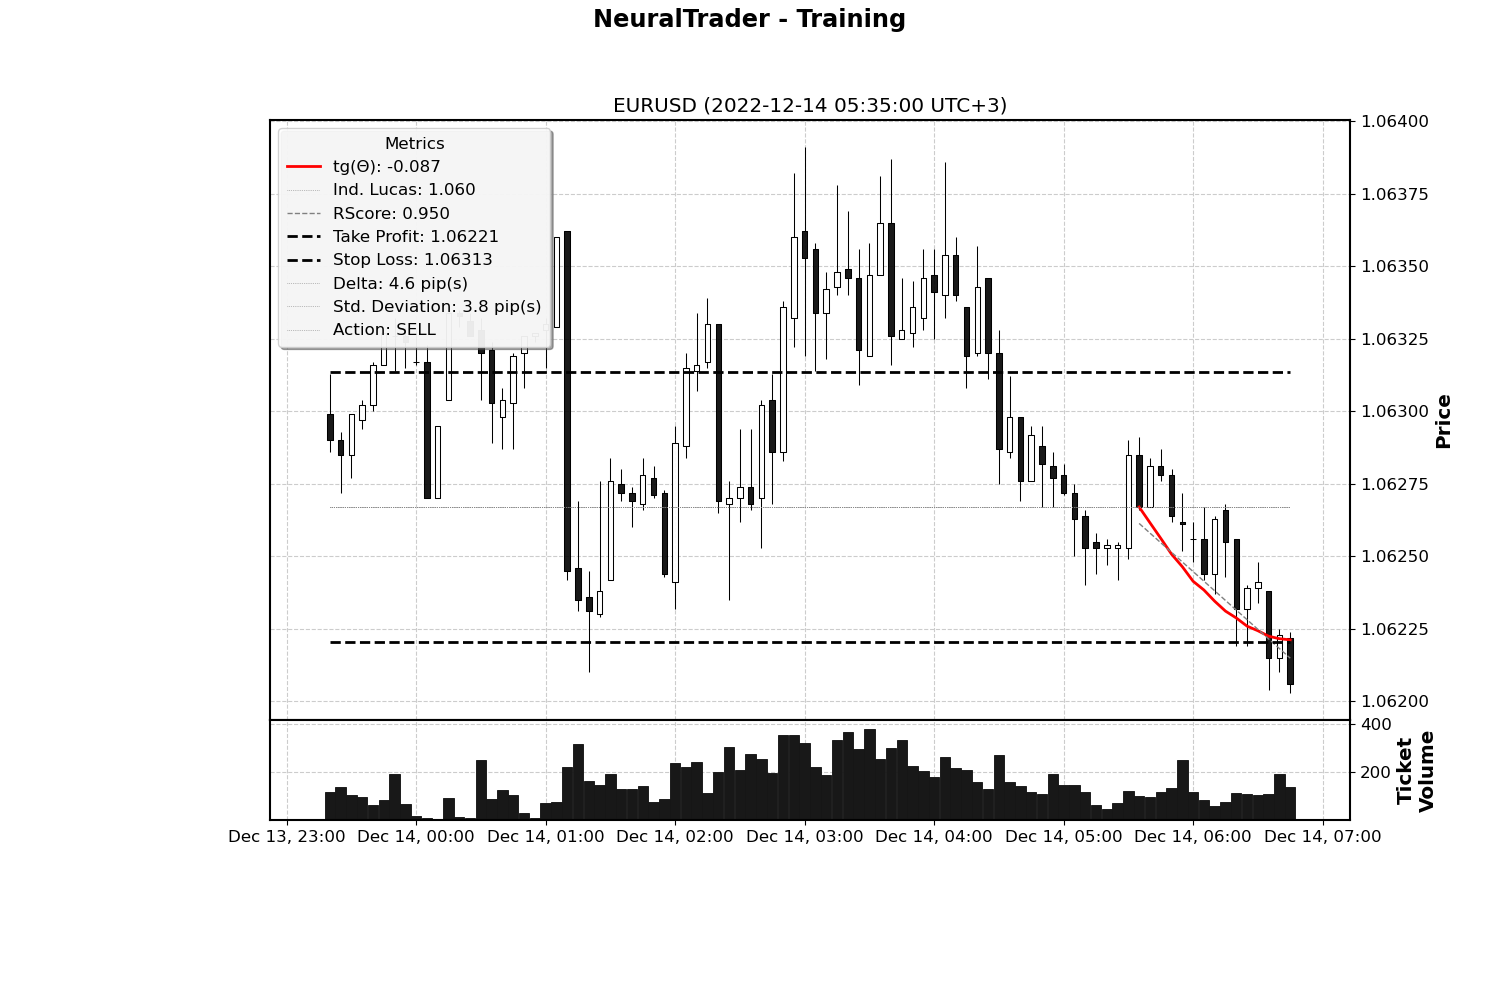 NeuralTrader - Training
EURUSD (2022-12-14 05:35:00 UTC+3)
Metrics
tg(Θ): -0.087
Ind. Lucas: 1.060
RScore: 0.950
Take Profit: 1.06221
Stop Loss: 1.06313
Delta: 4.6 pip(s)
Std. Deviation: 3.8 pip(s)
Action: SELL
1.06400
1.06375
1.06350
1.06325
1.06300
1.06275
1.06250
1.06225
1.06200
Price
400
200
Ticket
Volume
Dec 13, 23:00 Dec 14, 00:00 Dec 14, 01:00 Dec 14, 02:00 Dec 14, 03:00 Dec 14, 04:00 Dec 14, 05:00 Dec 14, 06:00 Dec 14, 07:00